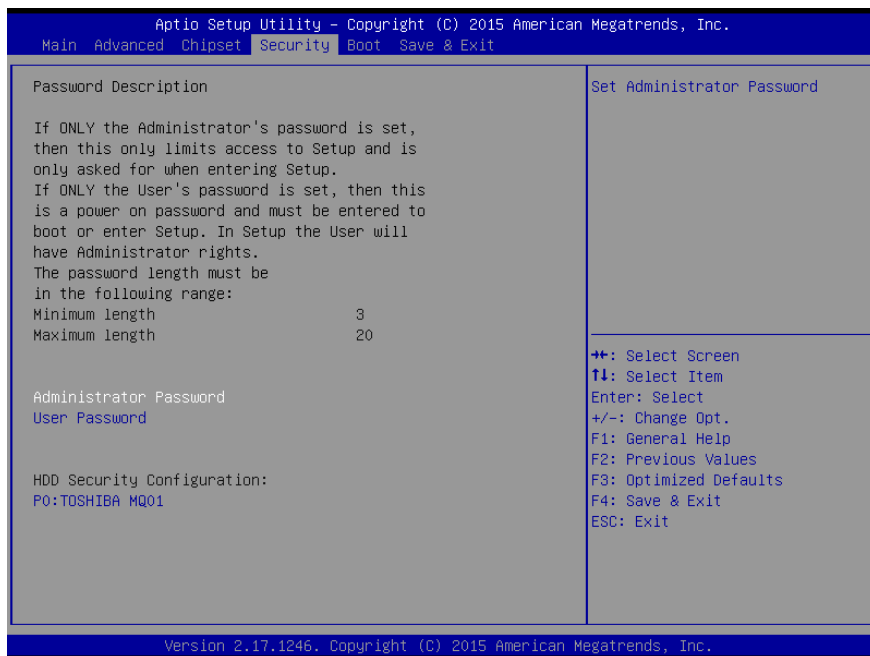 Aptio Setup Utility – Copyright (C) 2015 American Megatrends, Inc.
Main Advanced Chipset Security Boot Save & Exit
Password Description
If ONLY the Administrator's password is set,
then this only limits access to Setup and is
only asked for when entering Setup.
If ONLY the User's password is set, then this
is a power on password and must be entered to
boot or enter Setup. In Setup the User will
have Administrator rights.
The password length must be
in the following range:
Minimum length 3
Maximum length 20
Administrator Password
User Password
HDD Security Configuration:
P0:TOSHIBA MQ01
Set Administrator Password
→←: Select Screen
↑↓: Select Item
Enter: Select
+/-: Change Opt.
F1: General Help
F2: Previous Values
F3: Optimized Defaults
F4: Save & Exit
ESC: Exit
Version 2.17.1246. Copyright (C) 2015 American Megatrends, Inc.